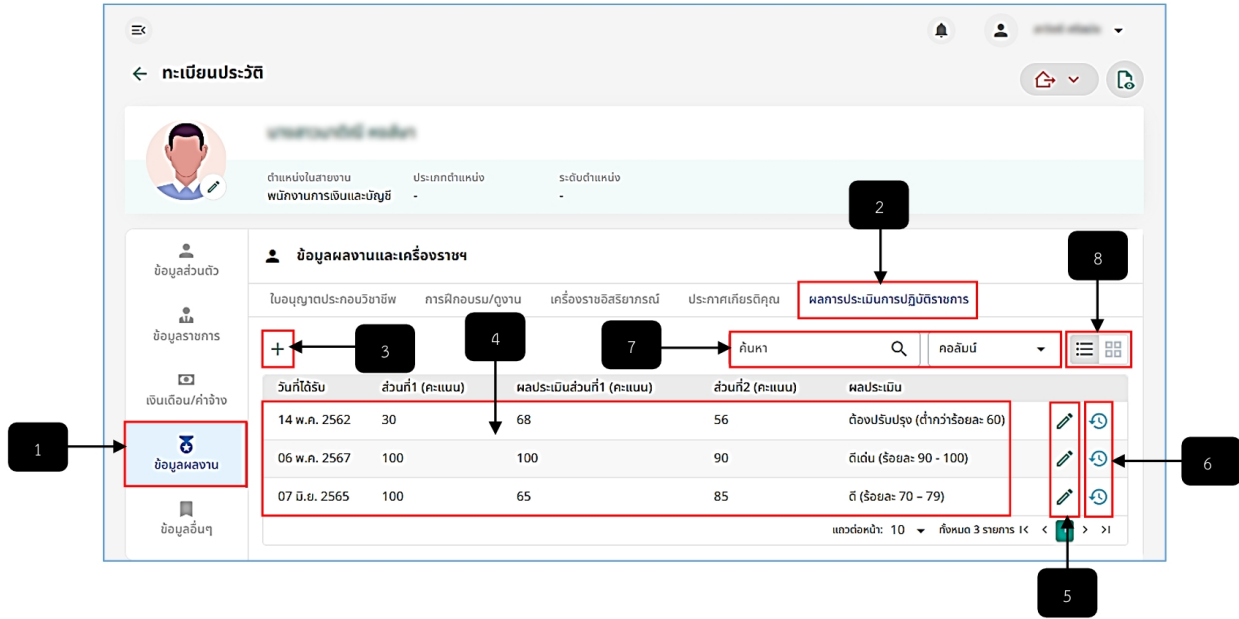 ทะเบียนประวัติ
ตำแหน่งในสายงาน ประเภทตำแหน่ง ระดับตำแหน่ง
พนักงานการเงินและบัญชี - -
2
ข้อมูลส่วนตัว
ข้อมูลผลงานและเครื่องราชฯ
8
ใบอนุญาตประกอบวิชาชีพ การฝึกอบรม/ดูงาน เครื่องราชอิสริยาภรณ์ ประกาศเกียรติคุณ ผลการประเมินการปฏิบัติราชการ
ข้อมูลราชการ
+ 3 4 7 ค้นหา คอลัมน์
วันที่ได้รับ ส่วนที่1 (คะแนน) ผลประเมินส่วนที่1 (คะแนน) ส่วนที่2 (คะแนน) ผลประเมิน
เงินเดือน/ค่าจ้าง
14 พ.ค. 2562 30 68 56 ต้องปรับปรุง (ต่ำกว่าร้อยละ 60)
1
ข้อมูลผลงาน
06 พ.ค. 2567 100 100 90 ดีเด่น (ร้อยละ 90 - 100)
6
07 มิ.ย. 2565 100 65 85 ดี (ร้อยละ 70 – 79)
ข้อมูลอื่นๆ
แถวต่อหน้า: 10 ทั้งหมด 3 รายการ
5